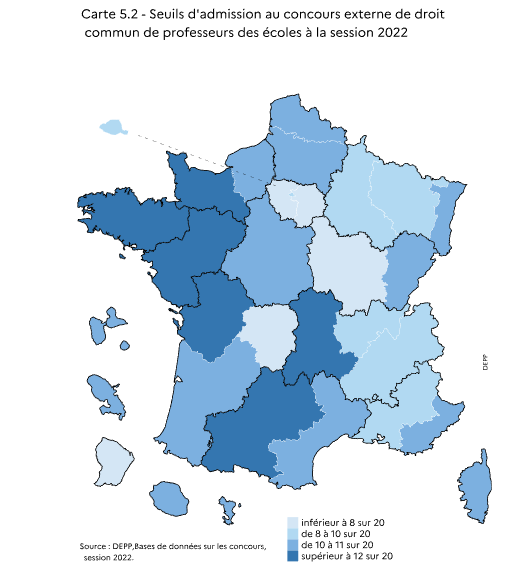 Carte 5.2 - Seuils d'admission au concours externe de droit
commun de professeurs des écoles à la session 2022
DEPP
inférieur à 8 sur 20
de 8 à 10 sur 20
de 10 à 11 sur 20
supérieur à 12 sur 20
Source : DEPP,Bases de données sur les concours,
session 2022.